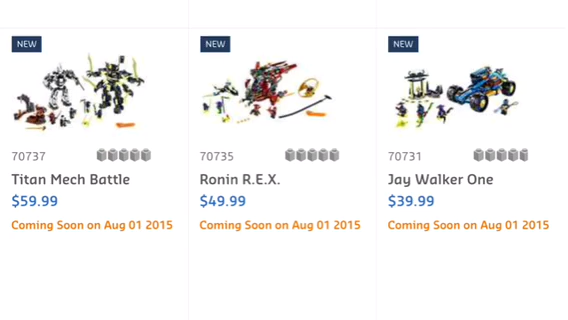 NEW
70737
Titan Mech Battle
$59.99
Coming Soon on Aug 01 2015
NEW
70735
Ronin R.E.X.
$49.99
Coming Soon on Aug 01 2015
NEW
70731
Jay Walker One
$39.99
Coming Soon on Aug 01 2015